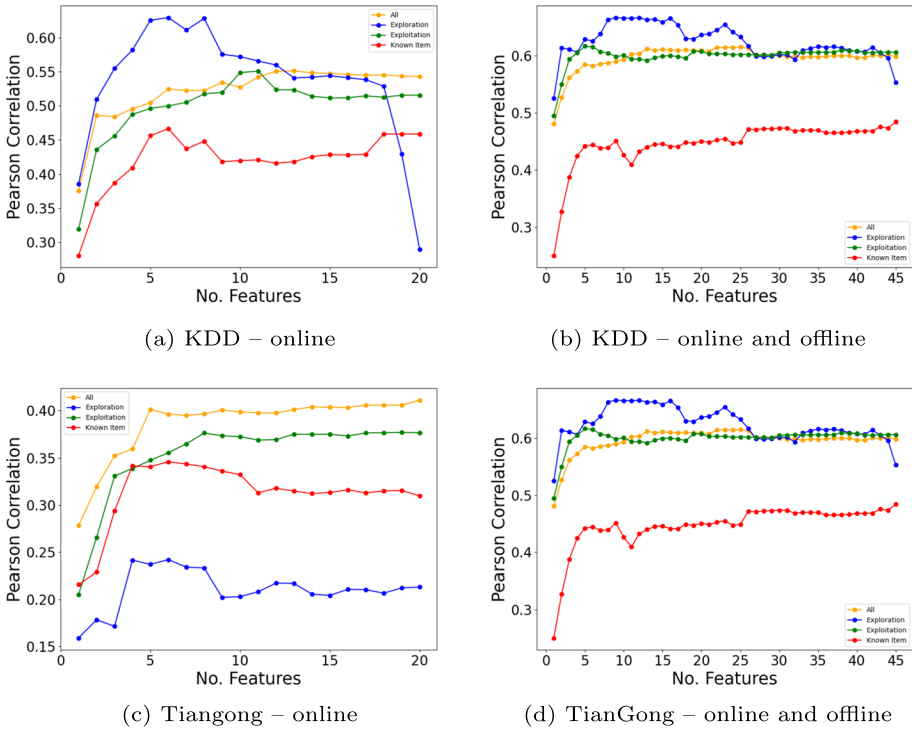 All
Exploration
Exploitation
Known Item
Pearson Correlation
0.60
0.55
0.50
0.45
0.40
0.35
0.30
0 5 10 15 20
No. Features
(a) KDD – online
Pearson Correlation
0.6
0.5
0.4
0.3
All
Exploration
Exploitation
Known Item
0 5 10 15 20 25 30 35 40 45
No. Features
(b) KDD – online and offline
All
Exploration
Exploitation
Known Item
Pearson Correlation
0.40
0.35
0.30
0.25
0.20
0.15
0 5 10 15 20
No. Features
(c) Tiangong – online
Pearson Correlation
0.6
0.5
0.4
0.3
All
Exploration
Exploitation
Known Item
0 5 10 15 20 25 30 35 40 45
No. Features
(d) TianGong – online and offline